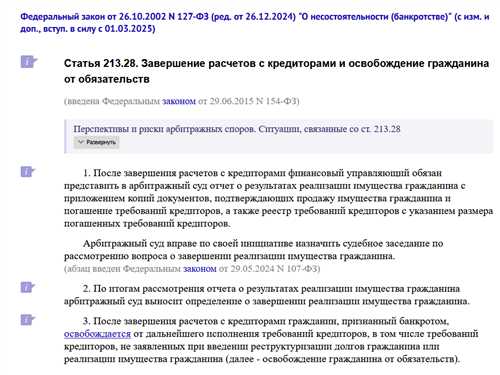 Федеральный закон от 26.10.2002 N 127-ФЗ (ред. от 26.12.2024) "О несостоятельности (банкротстве)" (с изм. и
доп., вступ. в силу с 01.03.2025)
Статья 213.28. Завершение расчетов с кредиторами и освобождение гражданина
от обязательств
(введена Федеральным законом от 29.06.2015 N 154-ФЗ)
Перспективы и риски арбитражных споров. Ситуации, связанные со ст. 213.28
Развернуть
1. После завершения расчетов с кредиторами финансовый управляющий обязан
представить в арбитражный суд отчет о результатах реализации имущества гражданина с
приложением копий документов, подтверждающих продажу имущества гражданина и
погашение требований кредиторов, а также реестр требований кредиторов с указанием размера
погашенных требований кредиторов.
Арбитражный суд вправе по своей инициативе назначить судебное заседание по
рассмотрению вопроса о завершении реализации имущества гражданина.
(абзац введен Федеральным законом от 29.05.2024 N 107-ФЗ)
2. По итогам рассмотрения отчета о результатах реализации имущества гражданина
арбитражный суд выносит определение о завершении реализации имущества гражданина.
3. После завершения расчетов с кредиторами гражданин, признанный банкротом,
освобождается от дальнейшего исполнения требований кредиторов, в том числе требований
кредиторов, не заявленных при введении реструктуризации долгов гражданина или
реализации имущества гражданина (далее - освобождение гражданина от обязательств).